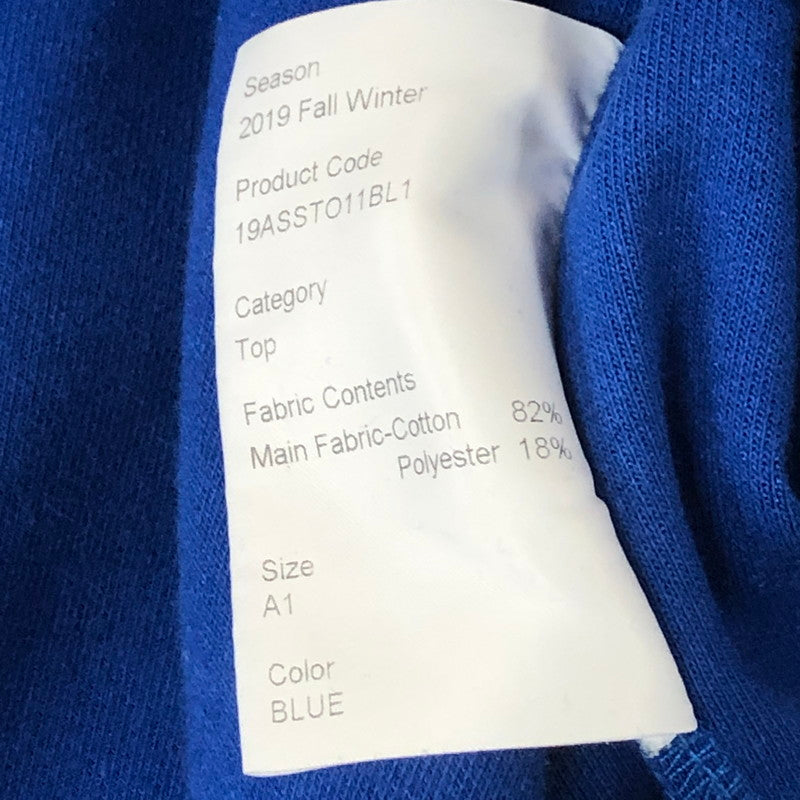 Season
2019 Fall Winter
Product Code
19ASSTO11BL1
Category
Top
Fabric Contents
Main Fabric-Cotton 82%
Polyester 18%
Size
A1
Color
BLUE